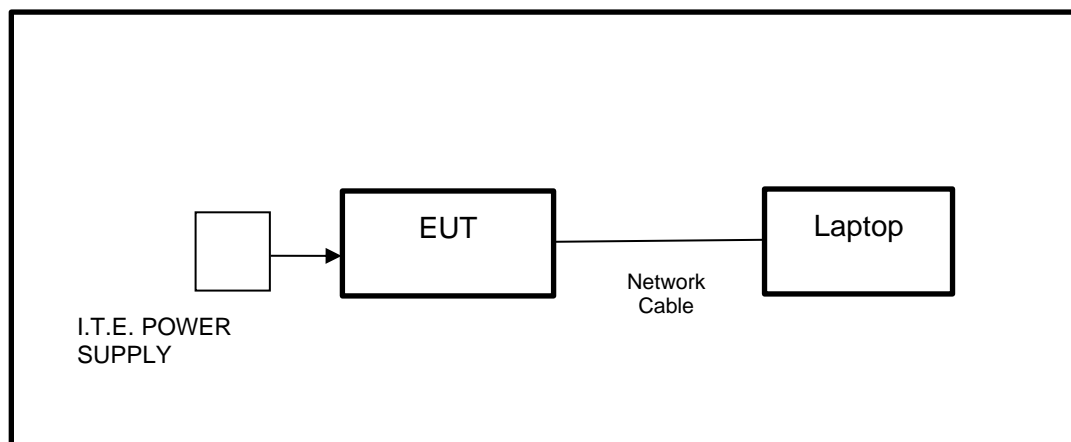 EUT
Laptop
Network
Cable
I.T.E. POWER
SUPPLY